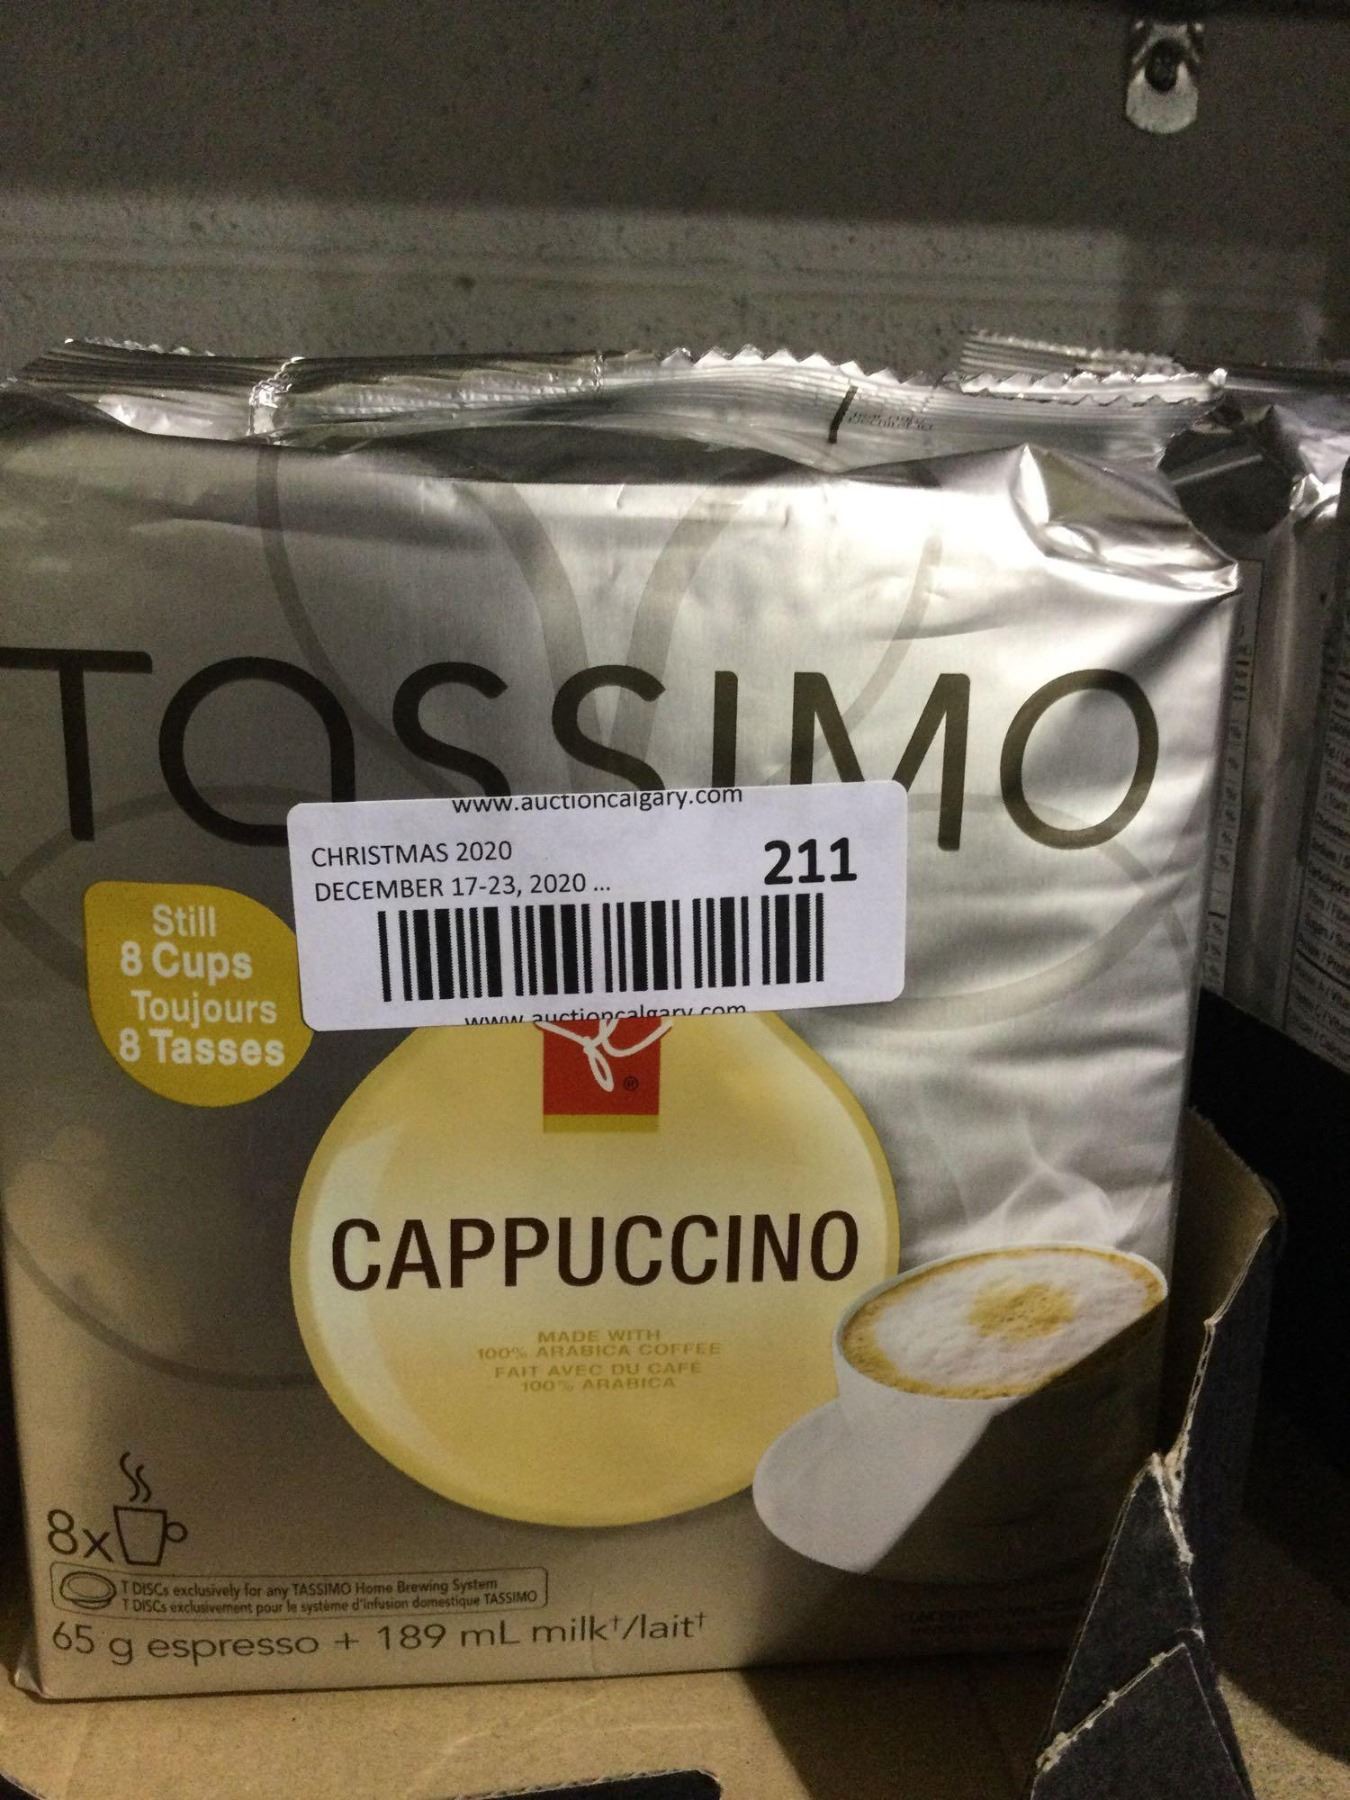 TASSIMO
www.auctioncalgary.com
CHRISTMAS 2020
211
DECEMBER 17-23, 2020 ...
www.auctioncalgary.com
Still
8 Cups
Toujours
8 Tasses
CAPPUCCINO
MADE WITH
100% ARABICA COFFEE
FAIT AVEC DU CAFÉ
100% ARABICA
8x
T DISCs exclusively for any TASSIMO Home Brewing System
T DISCs exclusivement pour le système d'infusion domestique TASSIMO
65 g espresso + 189 mL milk†/lait†